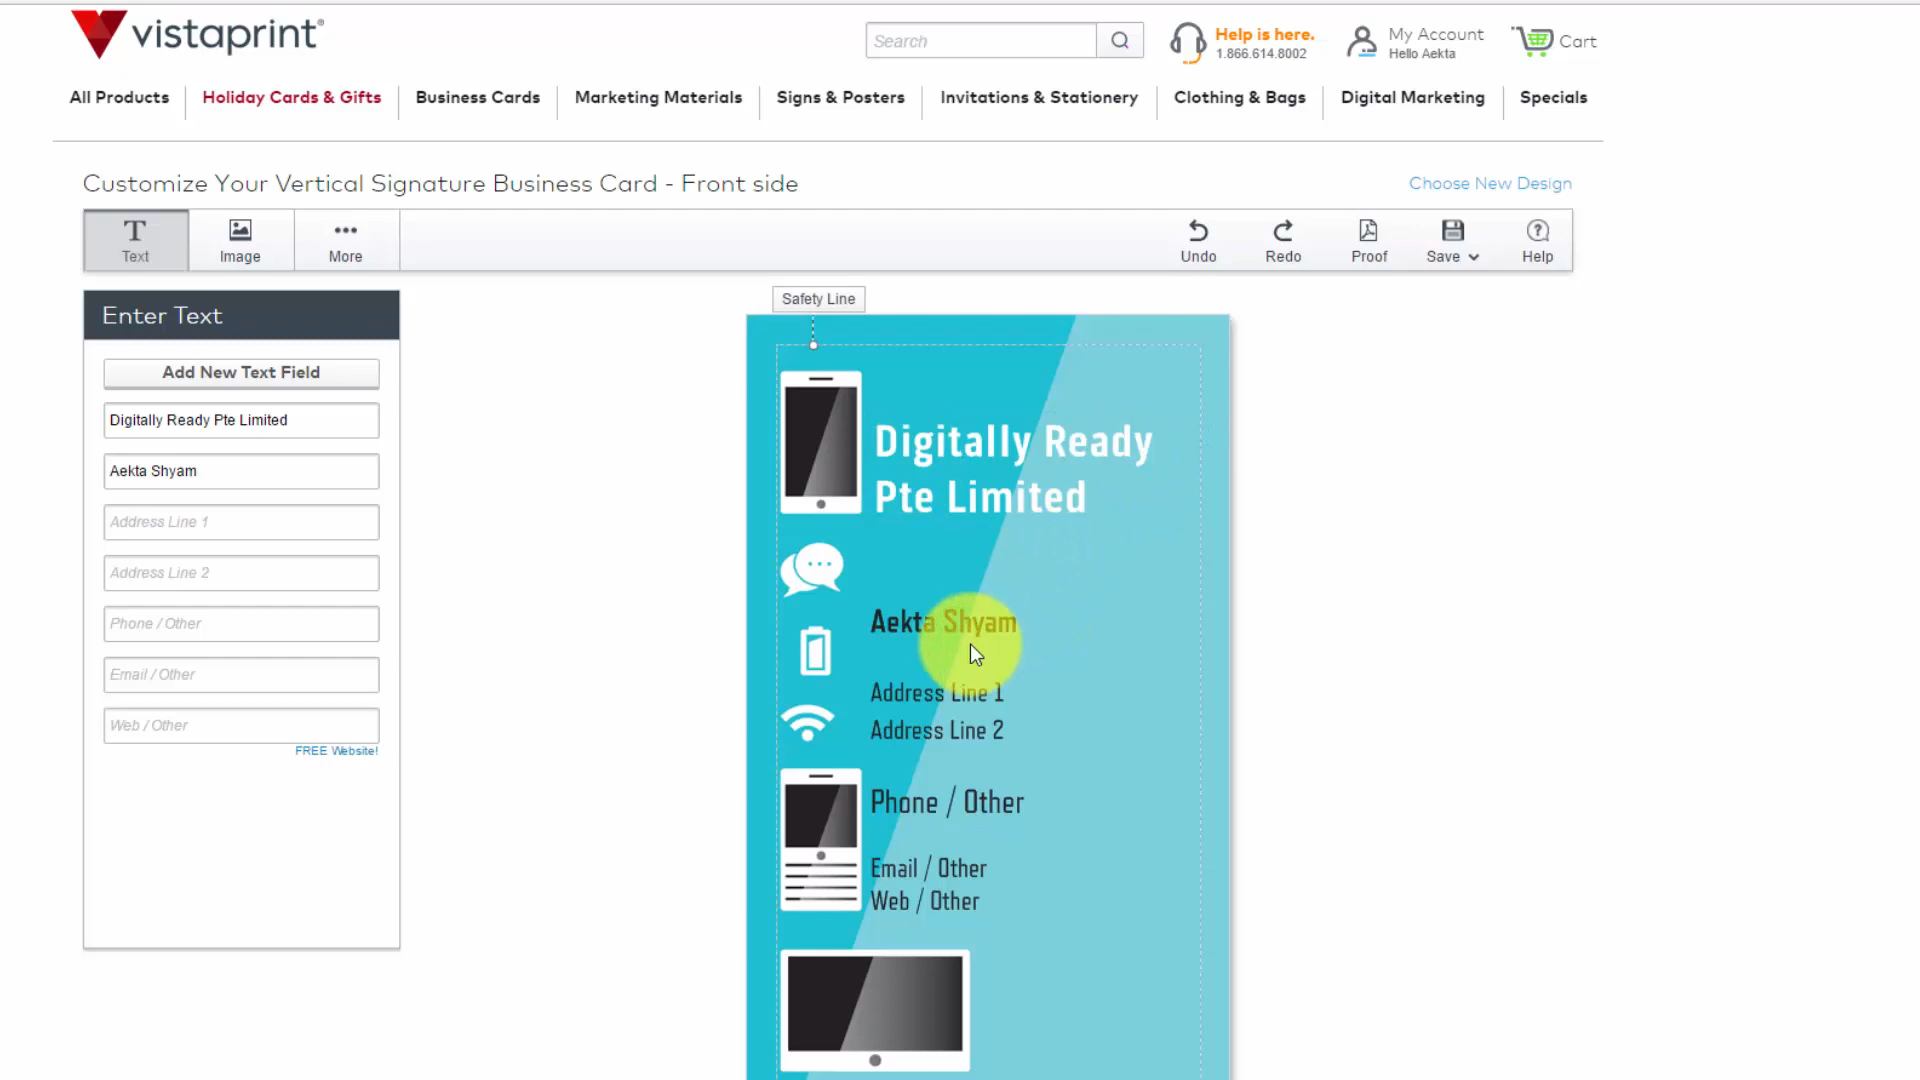 vistaprint®
Search
Help is here.
1.866.614.8002
My Account
Hello Aekta
Cart
All Products
Holiday Cards & Gifts
Business Cards
Marketing Materials
Signs & Posters
Invitations & Stationery
Clothing & Bags
Digital Marketing
Specials
Customize Your Vertical Signature Business Card - Front side
Choose New Design
T
Text
Image
More
Undo
Redo
Proof
Save
?
Help
Enter Text
Add New Text Field
Digitally Ready Pte Limited
Aekta Shyam
Address Line 1
Address Line 2
Phone / Other
Email / Other
Web / Other
FREE Website!
Safety Line
Digitally Ready
Pte Limited
Aekta Shyam
Address Line 1
Address Line 2
Phone / Other
Email / Other
Web / Other